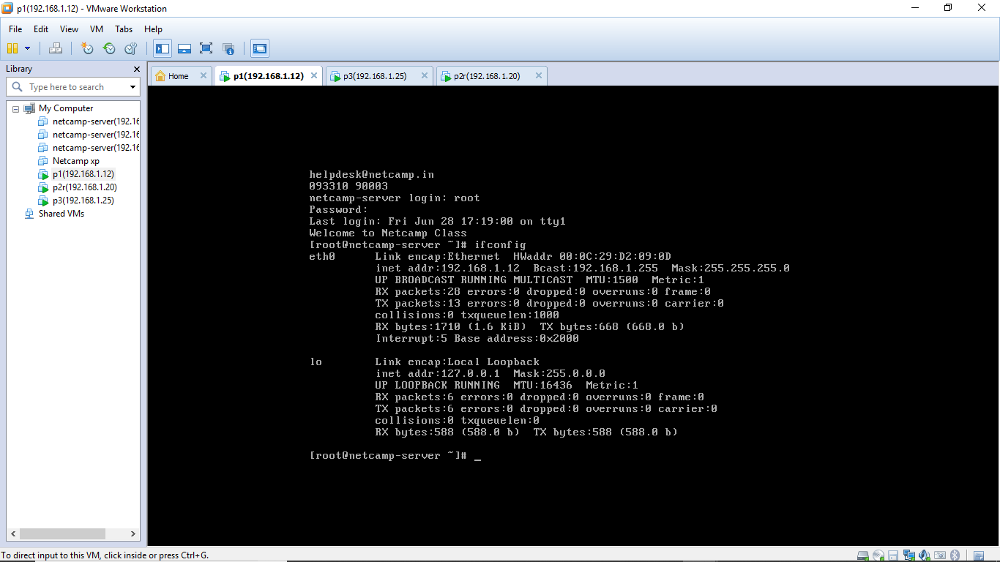 p1(192.168.1.12) - VMware Workstation
File Edit View VM Tabs Help
Library
Type here to search
My Computer
netcamp-server(192.16
netcamp-server(192.16
netcamp-server(192.16
Netcamp xp
p1(192.168.1.12)
p2r(192.168.1.20)
p3(192.168.1.25)
Shared VMs
Home p1(192.168.1.12) p3(192.168.1.25) p2r(192.168.1.20)
helpdesk@netcamp.in
093310 90003
netcamp-server login: root
Password:
Last login: Fri Jun 28 17:19:00 on tty1
Welcome to Netcamp Class
[root@netcamp-server ~]# ifconfig
eth0 Link encap:Ethernet HWaddr 00:0C:29:D2:09:0D
inet addr:192.168.1.12 Bcast:192.168.1.255 Mask:255.255.255.0
UP BROADCAST RUNNING MULTICAST MTU:1500 Metric:1
RX packets:28 errors:0 dropped:0 overruns:0 frame:0
TX packets:13 errors:0 dropped:0 overruns:0 carrier:0
collisions:0 txqueuelen:1000
RX bytes:1710 (1.6 KiB) TX bytes:668 (668.0 b)
Interrupt:5 Base address:0x2000
lo Link encap:Local Loopback
inet addr:127.0.0.1 Mask:255.0.0.0
UP LOOPBACK RUNNING MTU:16436 Metric:1
RX packets:6 errors:0 dropped:0 overruns:0 frame:0
TX packets:6 errors:0 dropped:0 overruns:0 carrier:0
collisions:0 txqueuelen:0
RX bytes:588 (588.0 b) TX bytes:588 (588.0 b)
[root@netcamp-server ~]# _
To direct input to this VM, click inside or press Ctrl+G.